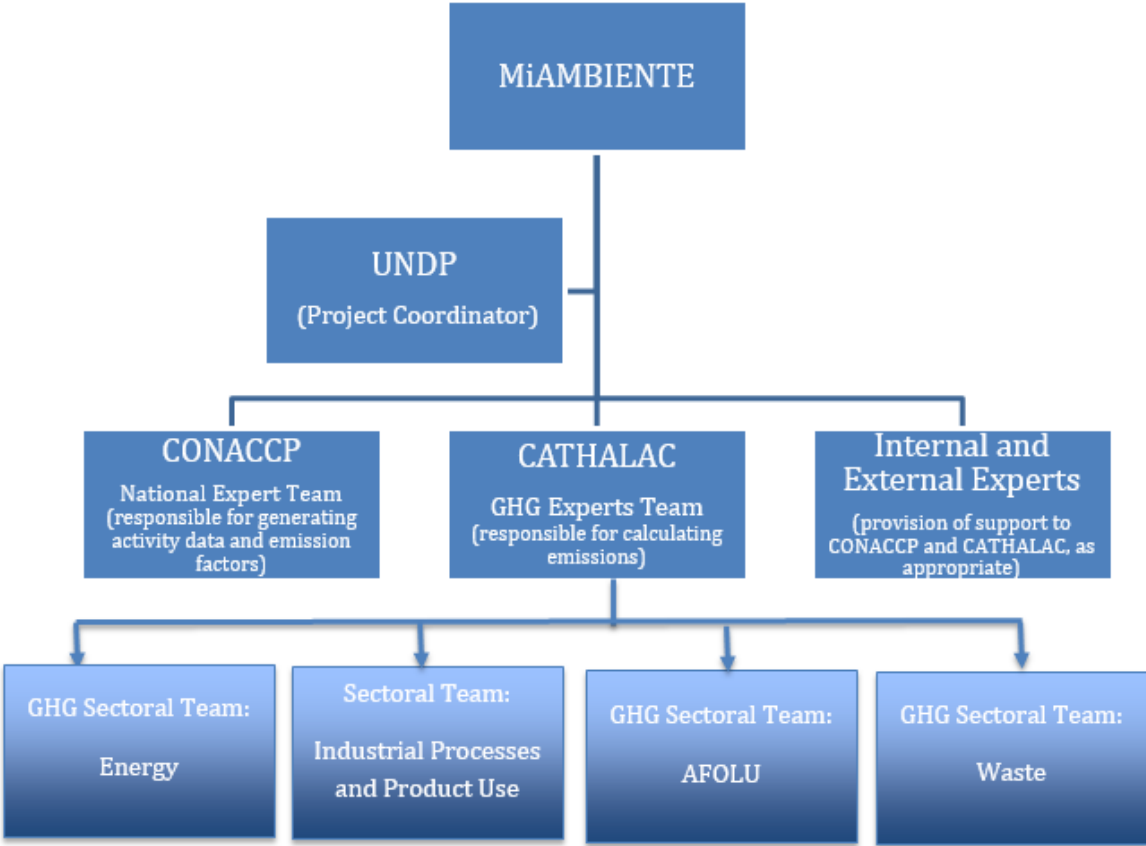 MiAMBIENTE
UNDP
(Project Coordinator)
CONACCP
National Expert Team
(responsible for generating
activity data and emission
factors)
CATHALAC
GHG Experts Team
(responsible for calculating
emissions)
Internal and
External Experts
(provision of support to
CONACCP and CATHALAC, as
appropriate)
GHG Sectoral Team:
Energy
Sectoral Team:
Industrial Processes
and Product Use
GHG Sectoral Team:
AFOLU
GHG Sectoral Team:
Waste